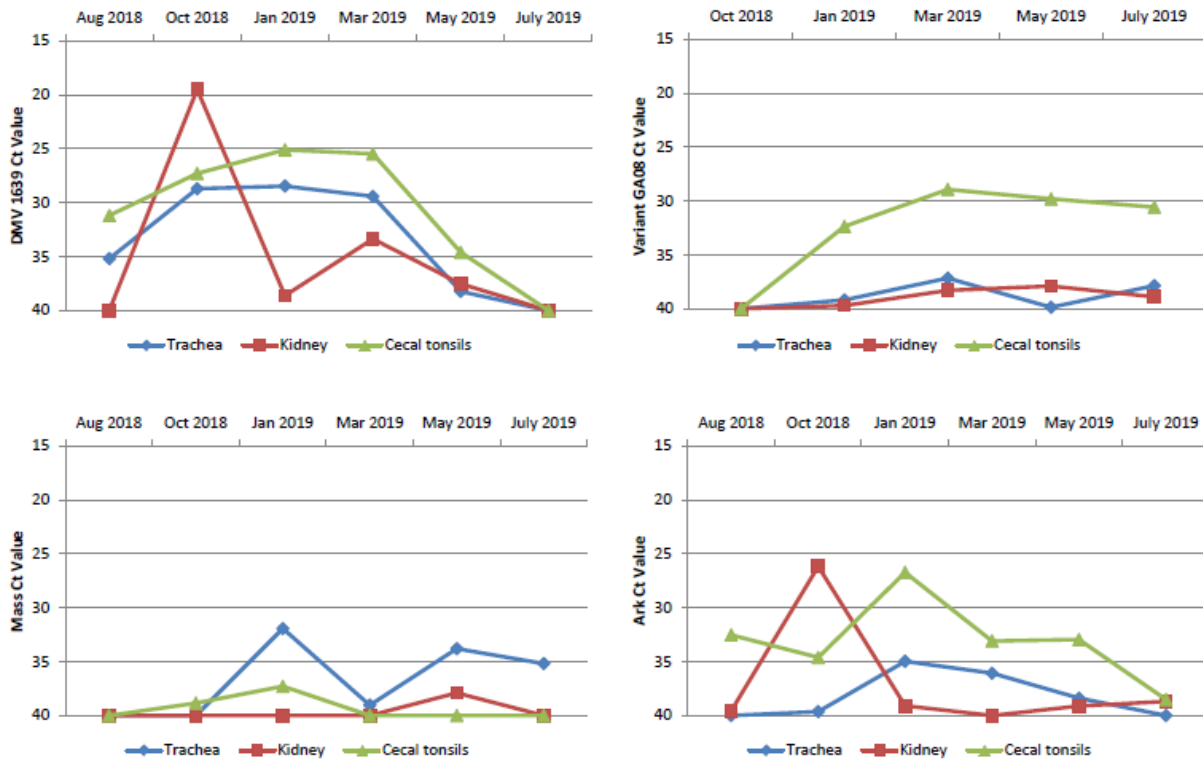 Aug 2018 Oct 2018 Jan 2019 Mar 2019 May 2019 July 2019
15
20
25
30
35
40
DMV 1639 Ct Value
Trachea Kidney Cecal tonsils
Oct 2018 Jan 2019 Mar 2019 May 2019 July 2019
15
20
25
30
35
40
Variant GA08 Ct Value
Trachea Kidney Cecal tonsils
Aug 2018 Oct 2018 Jan 2019 Mar 2019 May 2019 July 2019
15
20
25
30
35
40
Mass Ct Value
Trachea Kidney Cecal tonsils
Aug 2018 Oct 2018 Jan 2019 Mar 2019 May 2019 July 2019
15
20
25
30
35
40
Ark Ct Value
Trachea Kidney Cecal tonsils